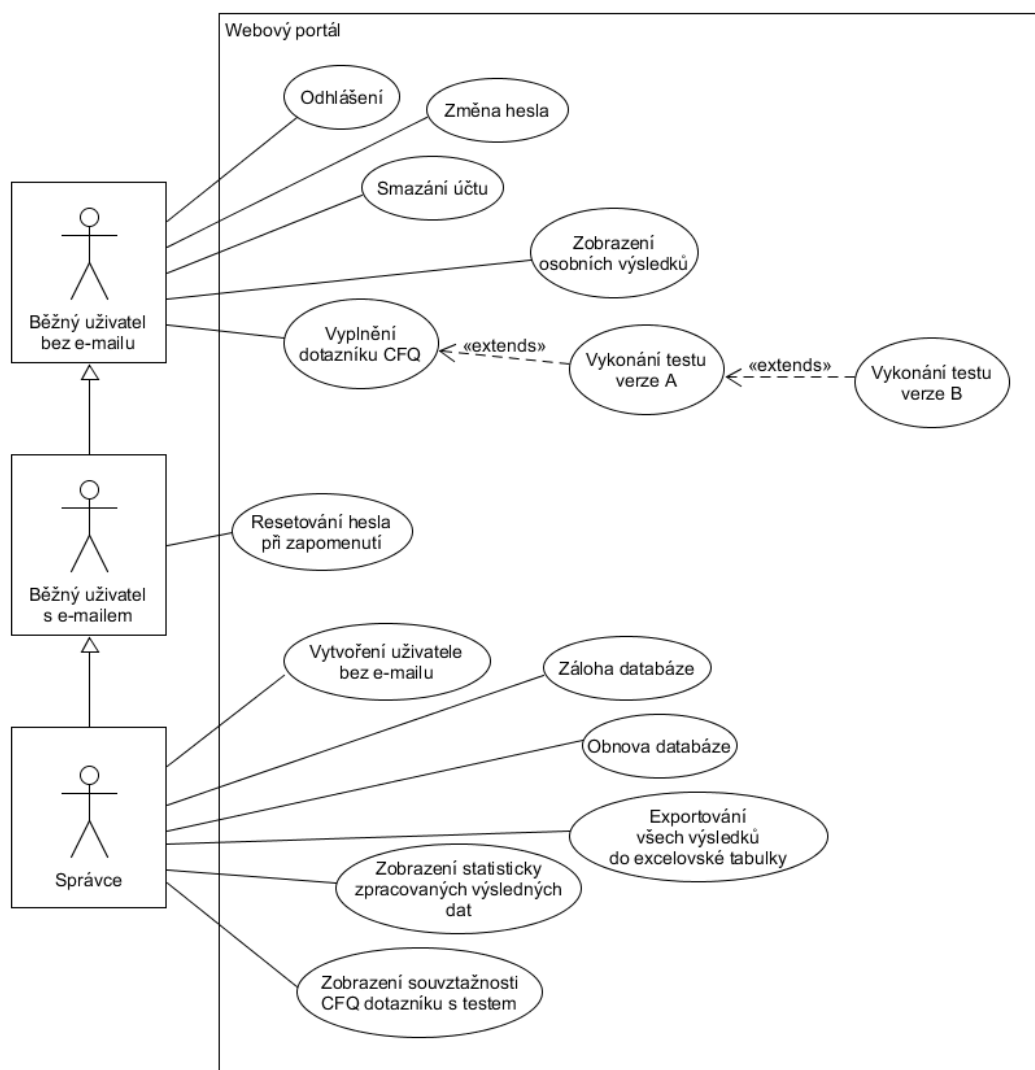 Webový portál
Odhlášení
Změna hesla
Smazání účtu
Zobrazení
osobních výsledků
Běžný uživatel
bez e-mailu
Vyplnění
dotazníku CFQ
«extends»
Vykonání testu
verze A
«extends»
Vykonání testu
verze B
Resetování hesla
při zapomenutí
Běžný uživatel
s e-mailem
Vytvoření uživatele
bez e-mailu
Záloha databáze
Obnova databáze
Exportování
všech výsledků
do excelovské tabulky
Správce
Zobrazení statisticky
zpracovaných výsledných
dat
Zobrazení souvztažnosti
CFQ dotazníku s testem